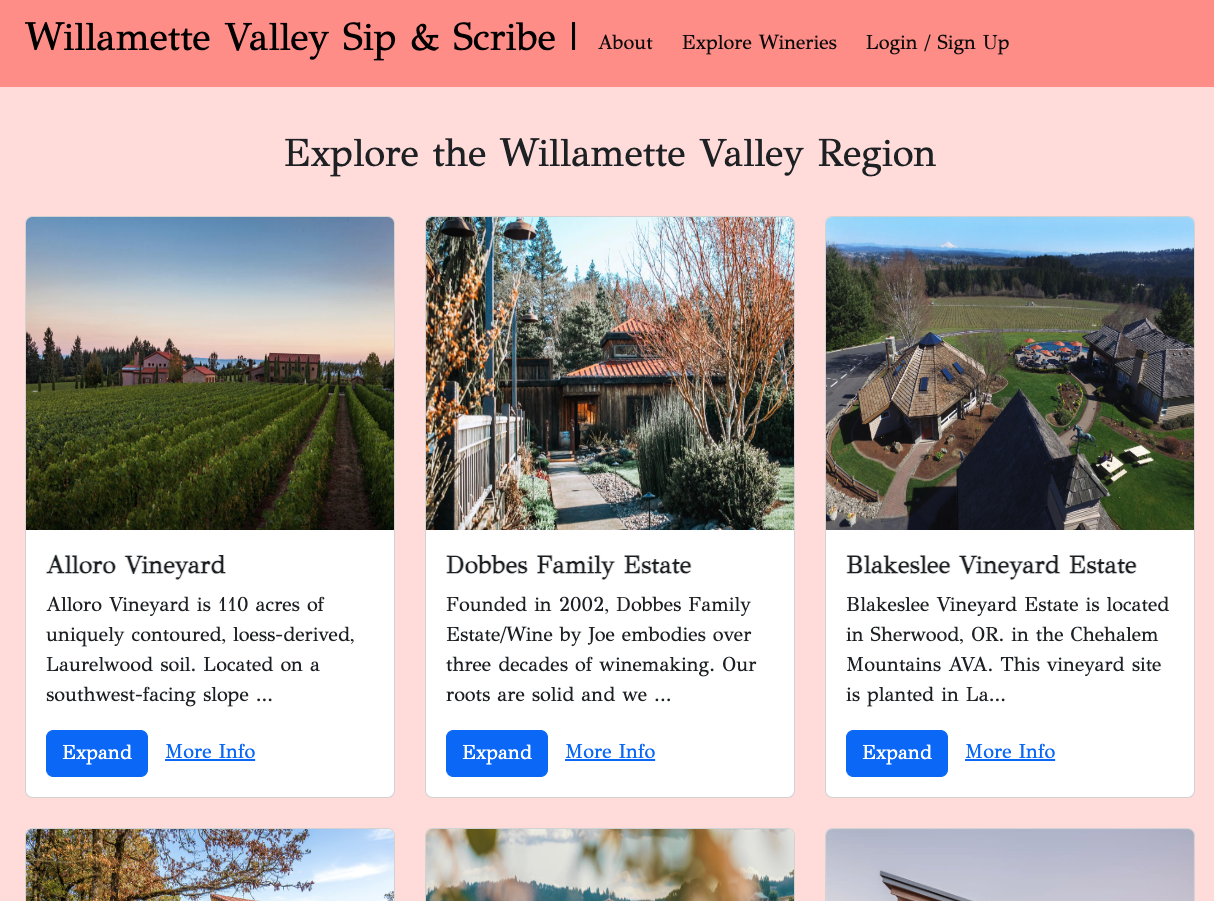 Willamette Valley Sip & Scribe | About Explore Wineries Login / Sign Up
Explore the Willamette Valley Region
Alloro Vineyard
Alloro Vineyard is 110 acres of
uniquely contoured, loess-derived,
Laurelwood soil. Located on a
southwest-facing slope ...
Expand More Info
Dobbes Family Estate
Founded in 2002, Dobbes Family
Estate/Wine by Joe embodies over
three decades of winemaking. Our
roots are solid and we ...
Expand More Info
Blakeslee Vineyard Estate
Blakeslee Vineyard Estate is located
in Sherwood, OR. in the Chehalem
Mountains AVA. This vineyard site
is planted in La...
Expand More Info